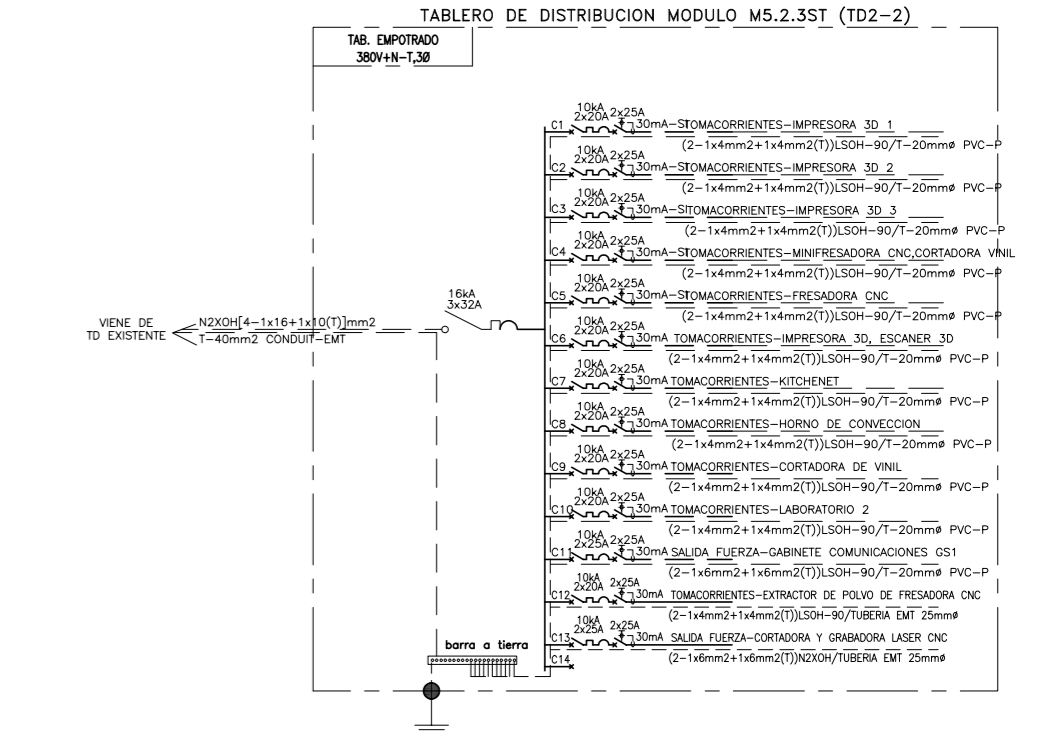 TABLERO DE DISTRIBUCION MODULO M5.2.3ST (TD2-2)
TAB. EMPOTRADO
380V+N-T,3Ø
VIENE DE
TD EXISTENTE
N2XOH[4-1x16+1x10(T)]mm2
T-40mm2 CONDUIT-EMT
16kA
3x32A
C1 10kA 2x20A 2x25A 30mA-SI TOMACORRIENTES-IMPRESORA 3D 1
(2-1x4mm2+1x4mm2(T))LSOH-90/T-20mmø PVC-P
C2 10kA 2x20A 2x25A 30mA-SI TOMACORRIENTES-IMPRESORA 3D 2
(2-1x4mm2+1x4mm2(T))LSOH-90/T-20mmø PVC-P
C3 10kA 2x20A 2x25A 30mA-SI TOMACORRIENTES-IMPRESORA 3D 3
(2-1x4mm2+1x4mm2(T))LSOH-90/T-20mmø PVC-P
C4 10kA 2x20A 2x25A 30mA-SI TOMACORRIENTES-MINIFRESADORA CNC,CORTADORA VINIL
(2-1x4mm2+1x4mm2(T))LSOH-90/T-20mmø PVC-P
C5 10kA 2x20A 2x25A 30mA-SI TOMACORRIENTES-FRESADORA CNC
(2-1x4mm2+1x4mm2(T))LSOH-90/T-20mmø PVC-P
C6 10kA 2x20A 2x25A 30mA TOMACORRIENTES-IMPRESORA 3D, ESCANER 3D
(2-1x4mm2+1x4mm2(T))LSOH-90/T-20mmø PVC-P
C7 10kA 2x20A 2x25A 30mA TOMACORRIENTES-KITCHENET
(2-1x4mm2+1x4mm2(T))LSOH-90/T-20mmø PVC-P
C8 10kA 2x20A 2x25A 30mA TOMACORRIENTES-HORNO DE CONVECCION
(2-1x4mm2+1x4mm2(T))LSOH-90/T-20mmø PVC-P
C9 10kA 2x20A 2x25A 30mA TOMACORRIENTES-CORTADORA DE VINIL
(2-1x4mm2+1x4mm2(T))LSOH-90/T-20mmø PVC-P
C10 10kA 2x20A 2x25A 30mA TOMACORRIENTES-LABORATORIO 2
(2-1x4mm2+1x4mm2(T))LSOH-90/T-20mmø PVC-P
C11 10kA 2x25A 2x25A 30mA SALIDA FUERZA-GABINETE COMUNICACIONES GS1
(2-1x6mm2+1x6mm2(T))LSOH-90/T-20mmø PVC-P
C12 10kA 2x20A 2x25A 30mA TOMACORRIENTES-EXTRACTOR DE POLVO DE FRESADORA CNC
(2-1x4mm2+1x4mm2(T))LSOH-90/TUBERIA EMT 25mmø
C13 10kA 2x25A 2x25A 30mA SALIDA FUERZA-CORTADORA Y GRABADORA LASER CNC
(2-1x6mm2+1x6mm2(T))N2XOH/TUBERIA EMT 25mmø
C14
barra a tierra